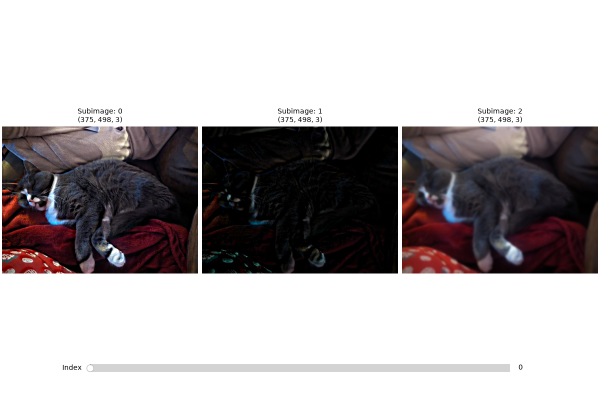 Subimage: 0
(375, 498, 3)
Subimage: 1
(375, 498, 3)
Subimage: 2
(375, 498, 3)
Index 0